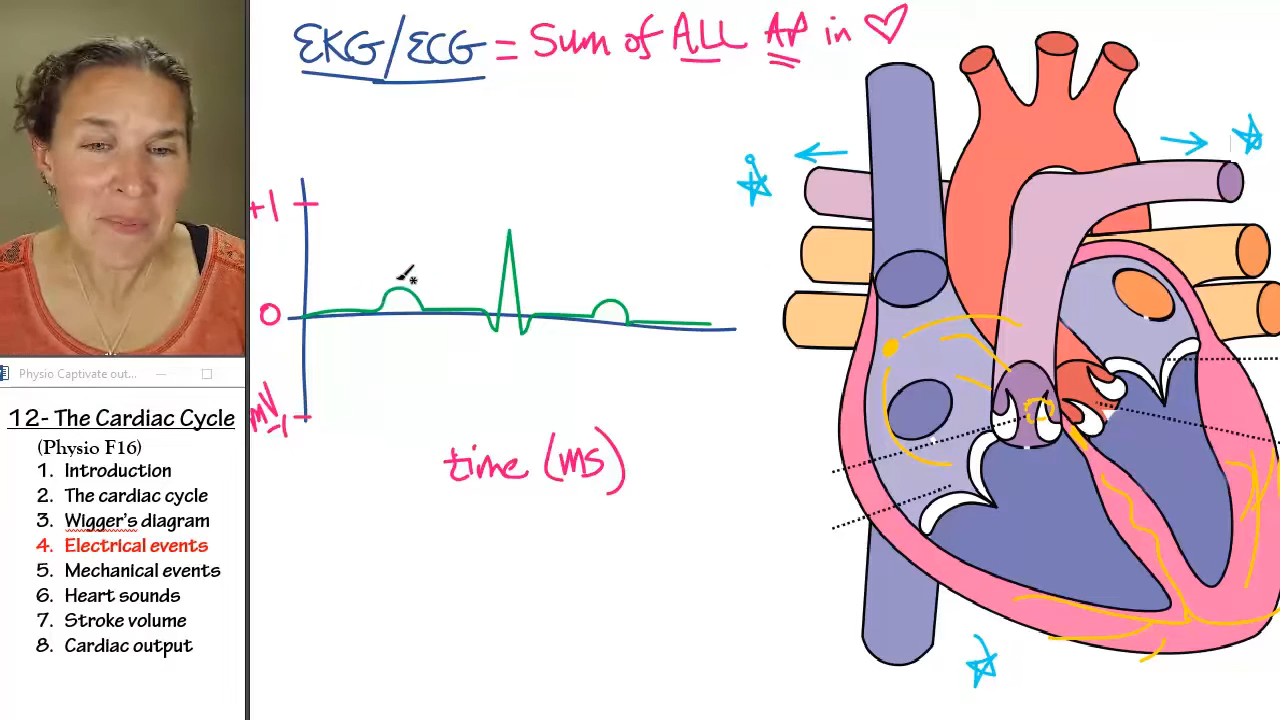 EKG/ECG = Sum of ALL AP in ♡
+1
0
mV
-1
time (ms)
Physio Captivate out...
12- The Cardiac Cycle
(Physio F16)
1. Introduction
2. The cardiac cycle
3. Wigger's diagram
4. Electrical events
5. Mechanical events
6. Heart sounds
7. Stroke volume
8. Cardiac output